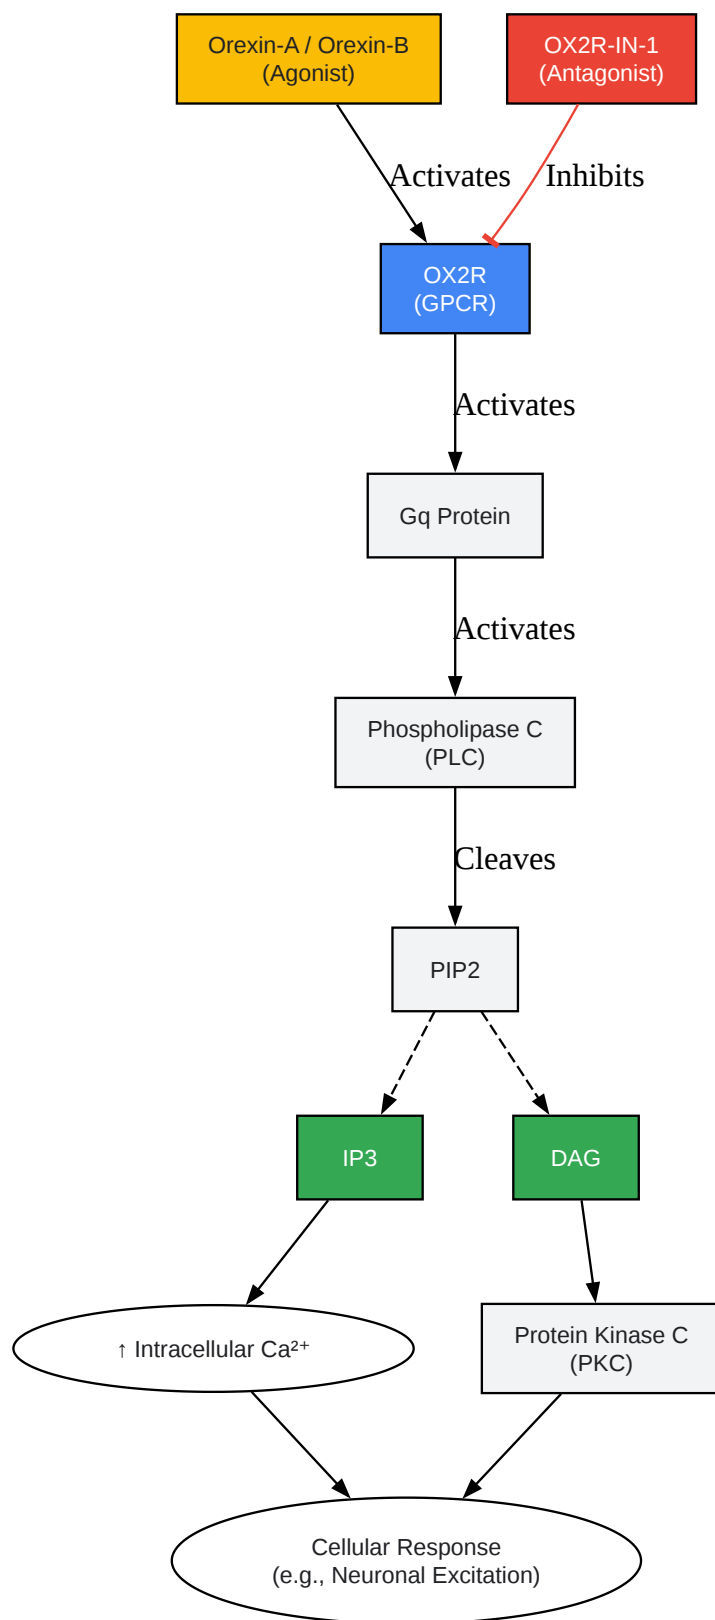 Orexin-A / Orexin-B
(Agonist)
OX2R-IN-1
(Antagonist)
Activates
Inhibits
OX2R
(GPCR)
Activates
Gq Protein
Activates
Phospholipase C
(PLC)
Cleaves
PIP2
IP3
DAG
↑ Intracellular Ca²⁺
Protein Kinase C
(PKC)
Cellular Response
(e.g., Neuronal Excitation)